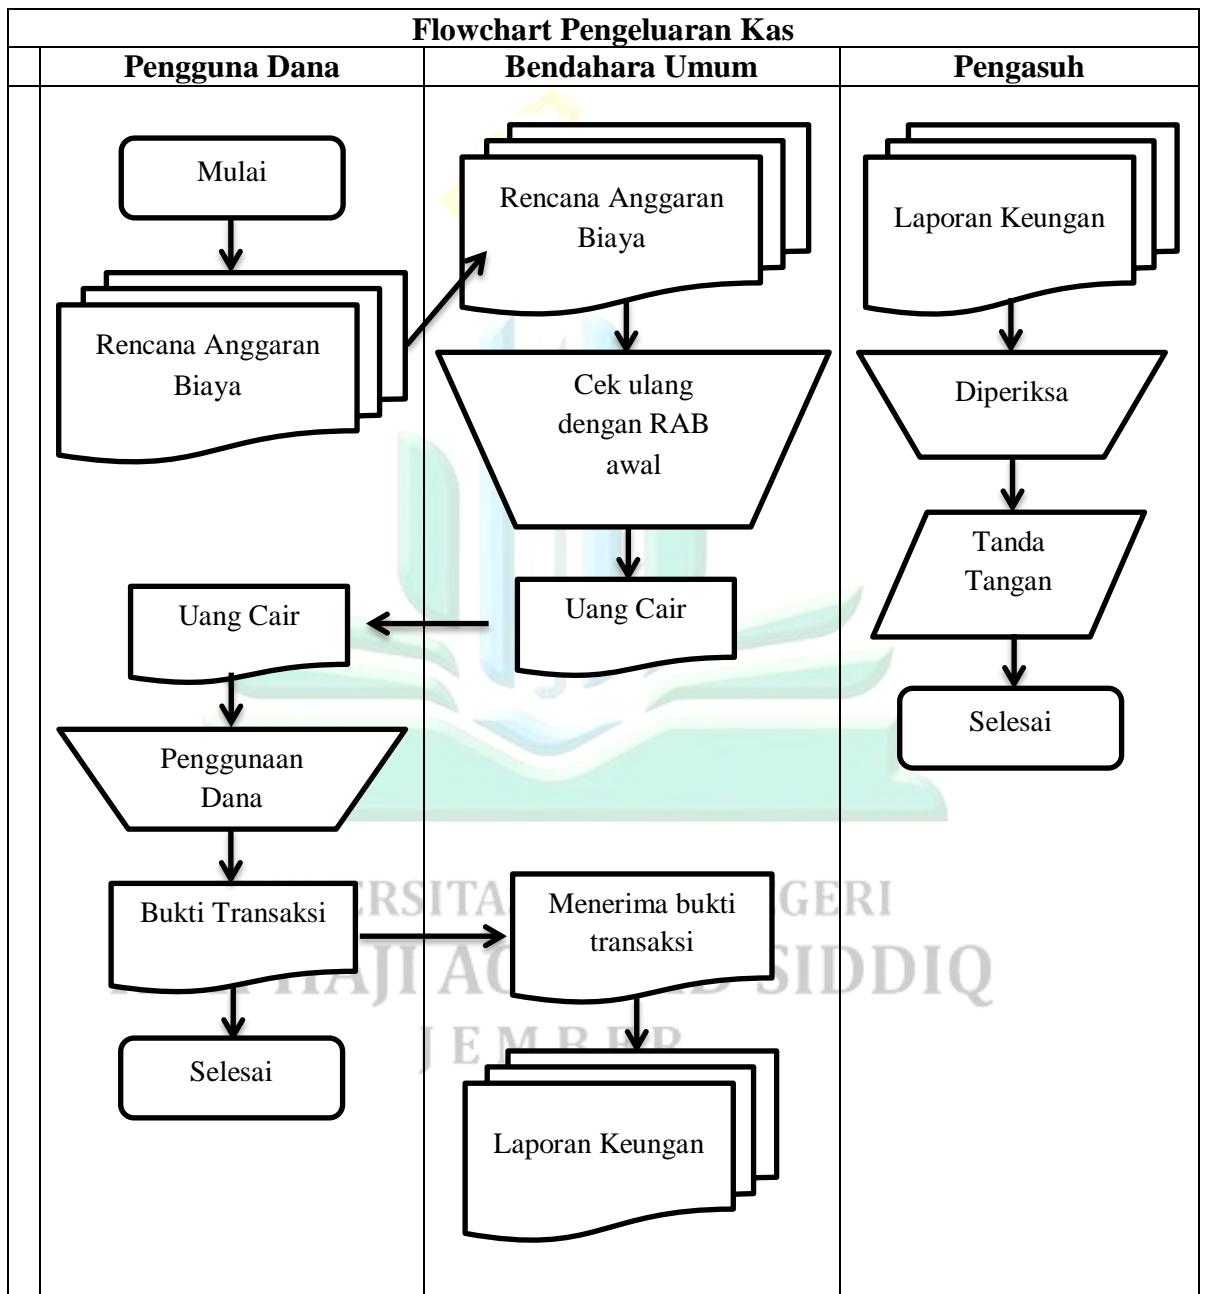 Flowchart Pengeluaran Kas
Pengguna Dana
Bendahara Umum
Pengasuh
Mulai
Rencana Anggaran
Biaya
Uang Cair
Penggunaan
Dana
Bukti Transaksi
Selesai
Rencana Anggaran
Biaya
Cek ulang
dengan RAB
awal
Uang Cair
Menerima bukti
transaksi
Laporan Keungan
Laporan Keungan
Diperiksa
Tanda
Tangan
Selesai
GERI
SIDDIQ